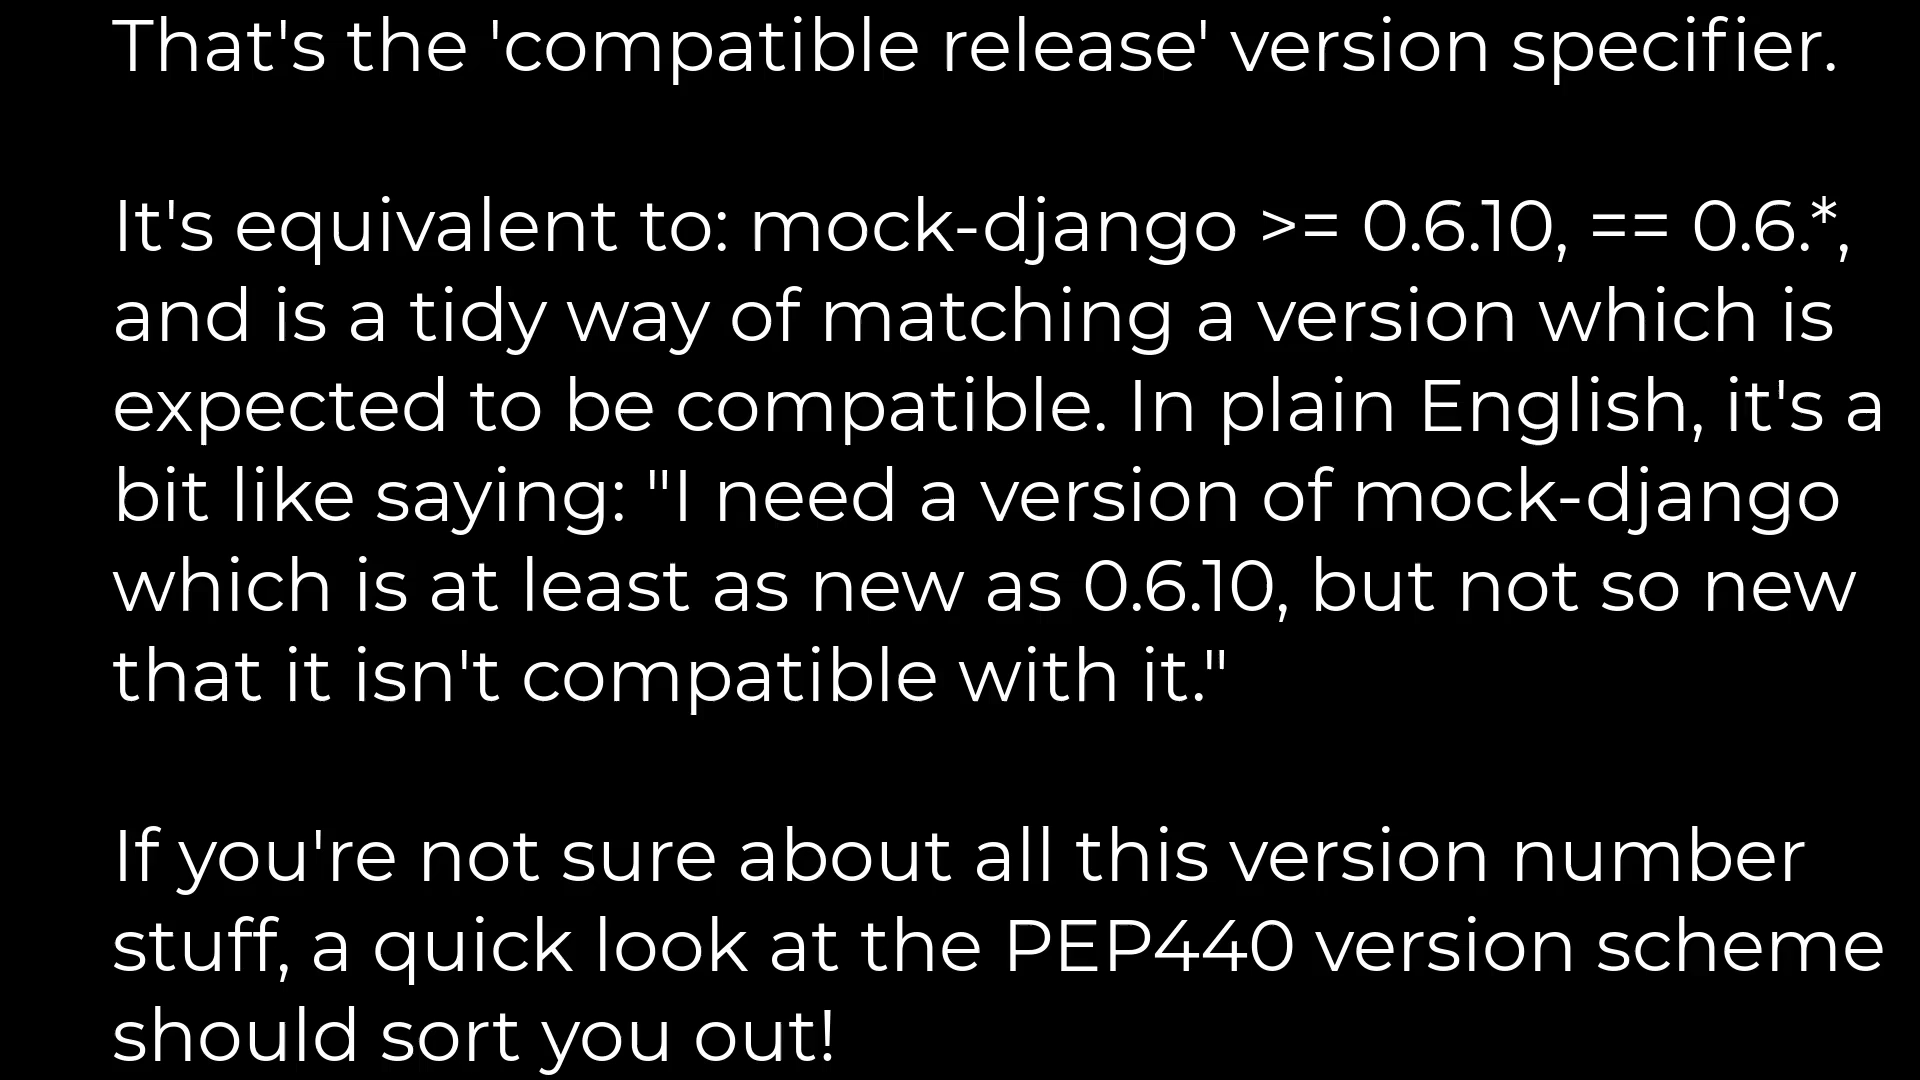 That's the 'compatible release' version specifier.
It's equivalent to: mock-django >= 0.6.10, == 0.6.*,
and is a tidy way of matching a version which is
expected to be compatible. In plain English, it's a
bit like saying: "I need a version of mock-django
which is at least as new as 0.6.10, but not so new
that it isn't compatible with it."
If you're not sure about all this version number
stuff, a quick look at the PEP440 version scheme
should sort you out!